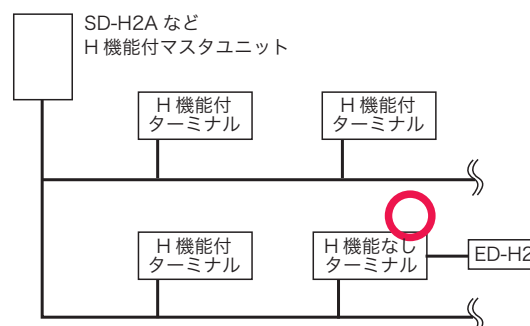 SD-H2A など
H 機能付マスタユニット
H 機能付
ターミナル
H 機能付
ターミナル
H 機能付
ターミナル
H 機能なし
ターミナル
ED-H2